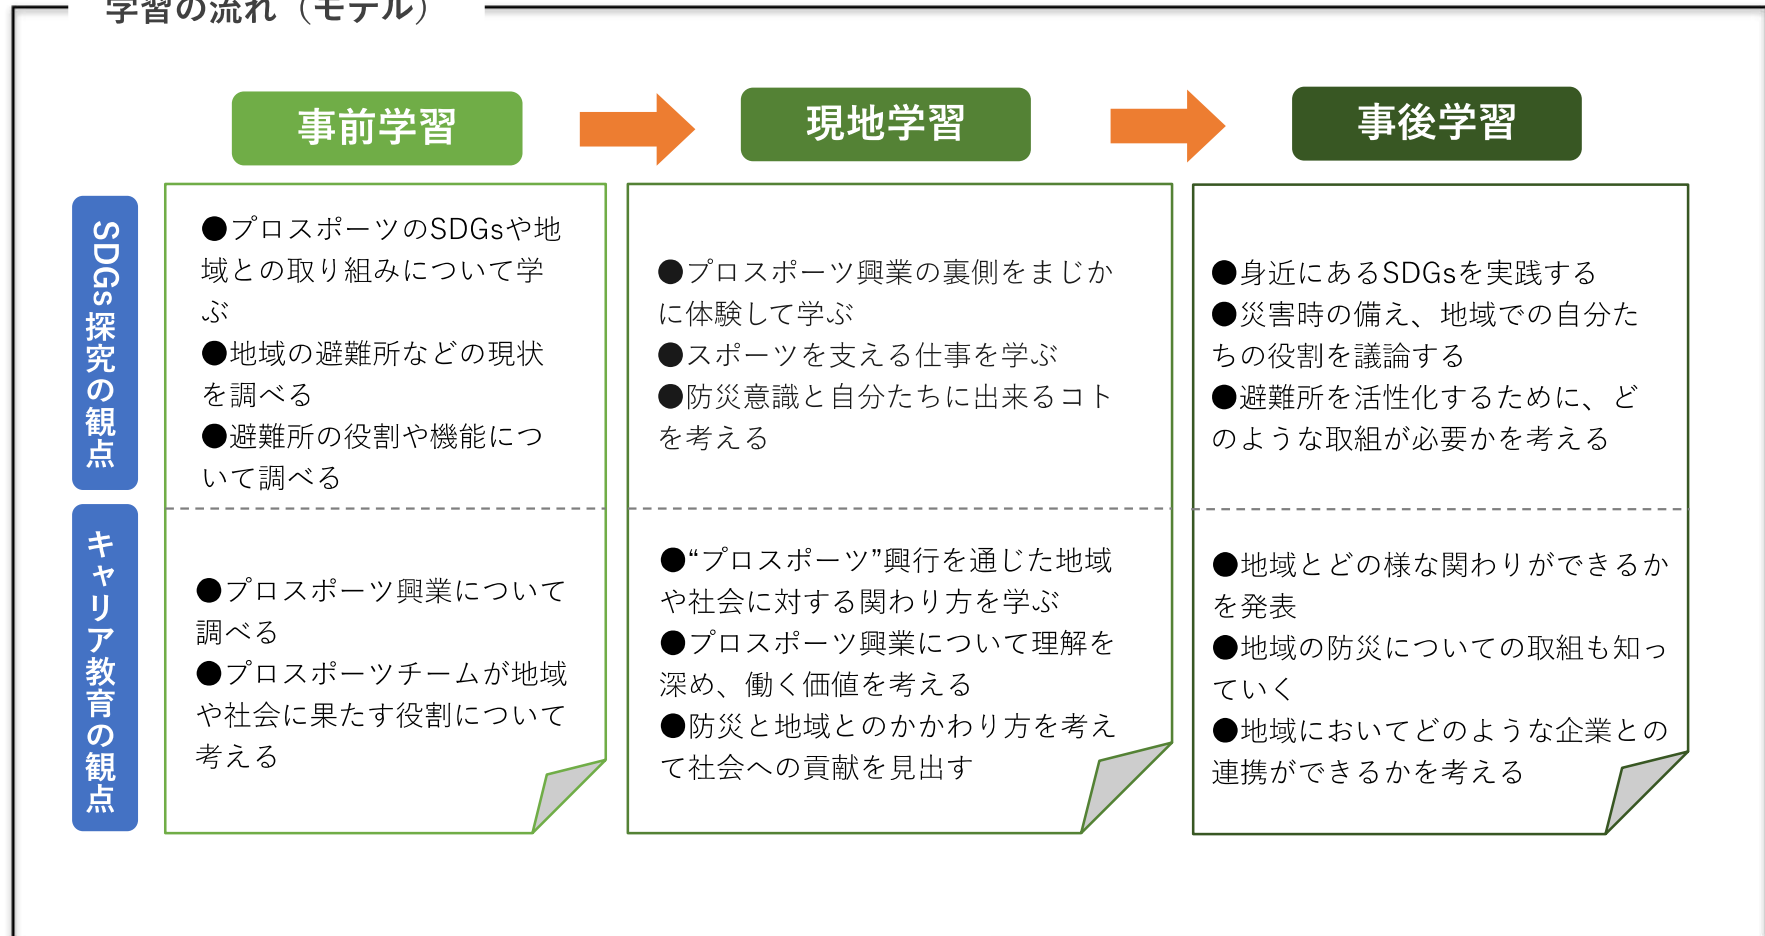 学習の流れ（モデル）
事前学習
現地学習
事後学習
SDGs探究の観点
●プロスポーツのSDGsや地
域との取り組みについて学
ぶ
●地域の避難所などの現状
を調べる
●避難所の役割や機能につ
いて調べる
●プロスポーツ興業の裏側をまじか
に体験して学ぶ
●スポーツを支える仕事を学ぶ
●防災意識と自分たちに出来るコト
を考える
●身近にあるSDGsを実践する
●災害時の備え、地域での自分た
ちの役割を議論する
●避難所を活性化するために、ど
のような取組が必要かを考える
キャリア教育の観点
●プロスポーツ興業について
調べる
●プロスポーツチームが地域
や社会に果たす役割について
考える
●“プロスポーツ”興行を通じた地域
や社会に対する関わり方を学ぶ
●プロスポーツ興業について理解を
深め、働く価値を考える
●防災と地域とのかかわり方を考え
て社会への貢献を見出す
●地域とどの様な関わりができるか
を発表
●地域の防災についての取組も知っ
ていく
●地域においてどのような企業との
連携ができるかを考える